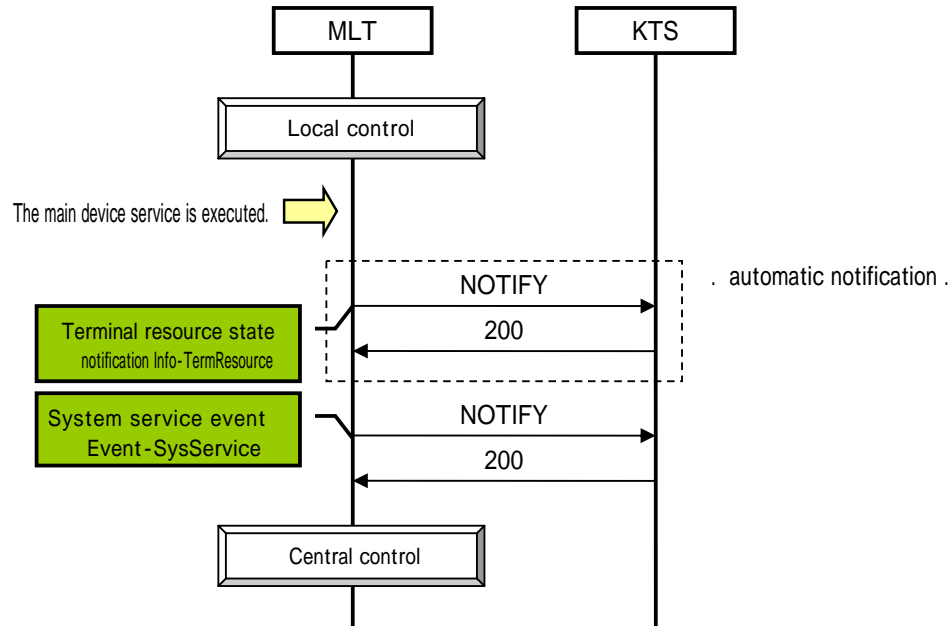 MLT
KTS
Local control
The main device service is executed.
. automatic notification .
NOTIFY
200
Terminal resource state
notification Info-TermResource
NOTIFY
200
System service event
Event-SysService
Central control